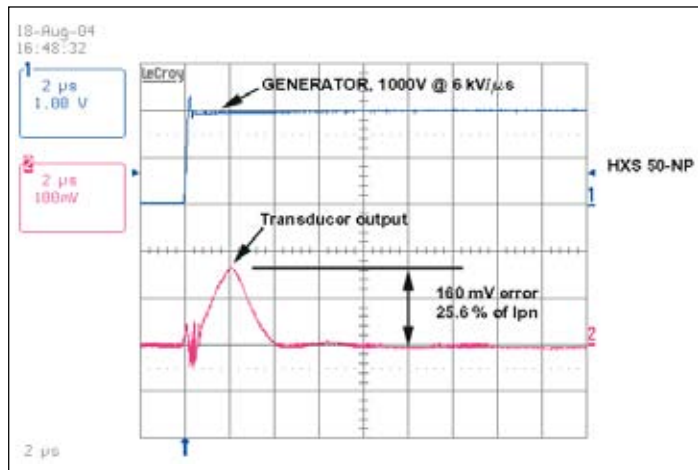 18-Aug-04
16:48:32
1
2 µs
1.00 V
2
2 µs
100mV
LeCroy
GENERATOR, 1000V @ 6 kV/µs
HXS 50-NP
1
Transducor output
160 mV error
25.6 % of Ipn
2
2 µs